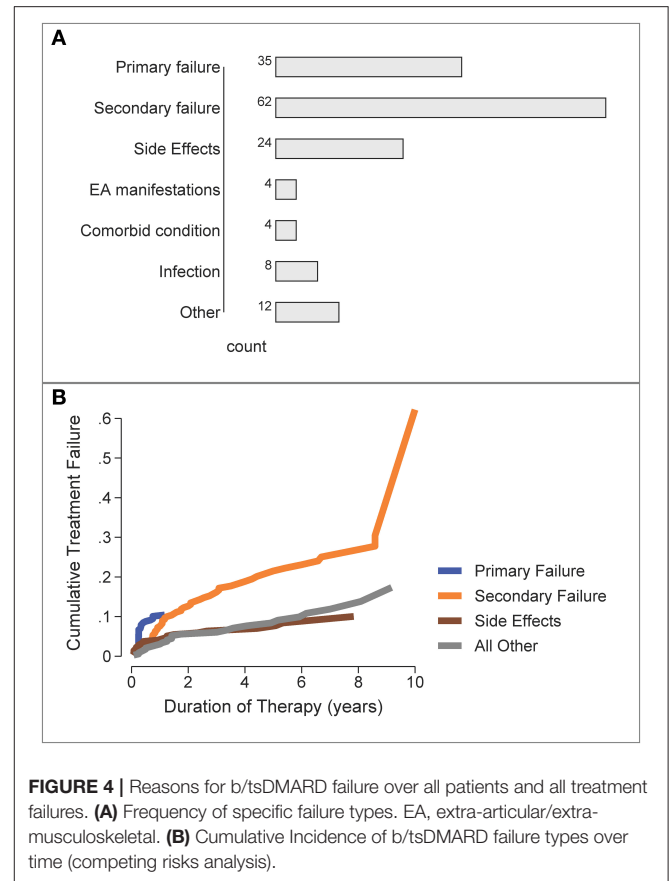 A
Primary failure 35
Secondary failure 62
Side Effects 24
EA manifestations 4
Comorbid condition 4
Infection 8
Other 12
count
B
Cumulative Treatment Failure
.6
.5
.4
.3
.2
.1
0
0 2 4 6 8 10
Duration of Therapy (years)
Primary Failure
Secondary Failure
Side Effects
All Other
FIGURE 4 | Reasons for b/tsDMARD failure over all patients and all treatment
failures. (A) Frequency of specific failure types. EA, extra-articular/extra-
musculoskeletal. (B) Cumulative Incidence of b/tsDMARD failure types over
time (competing risks analysis).